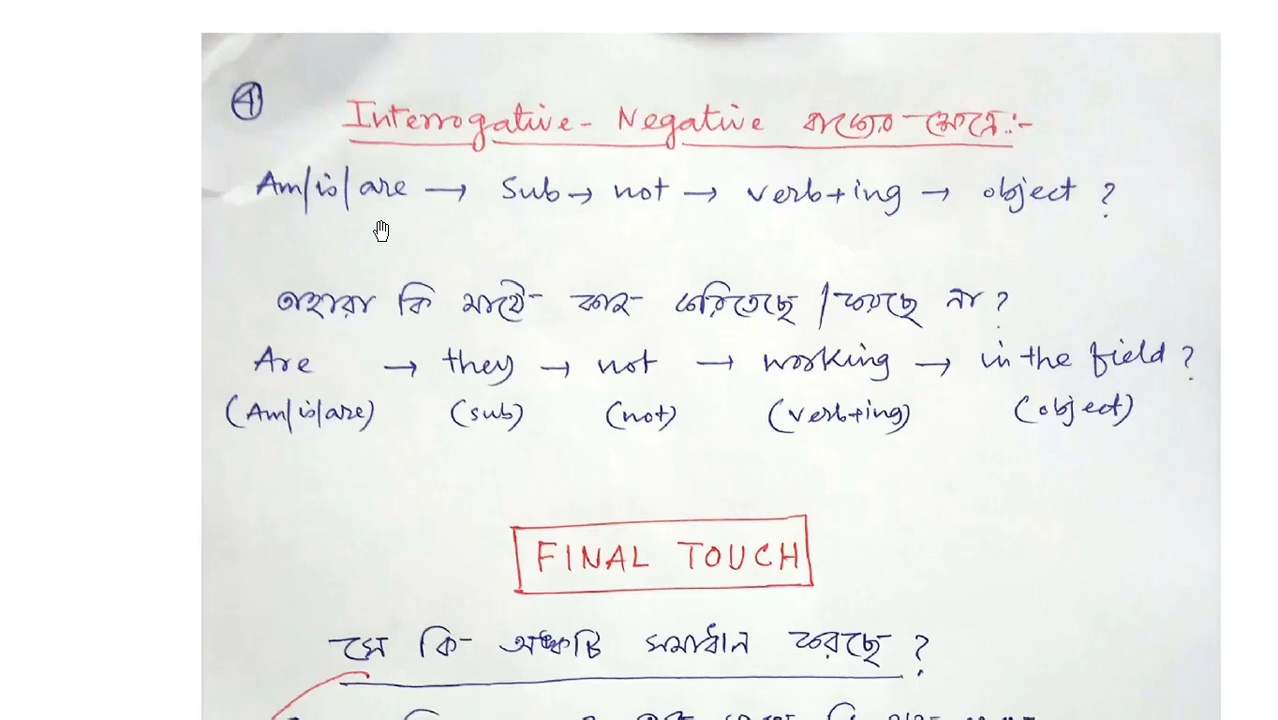 ④ Interrogative - Negative বাক্যের ক্ষেত্রে :-
Am/is/are → Sub → not → verb+ing → object ?
তাহারা কি মাঠে কাজ করিতেছে / করছে না ?
Are → they → not → working → in the field ?
(Am/is/are) (sub) (not) (verb+ing) (object)
FINAL TOUCH
সে কি অঙ্কটি সমাধান করছে ?